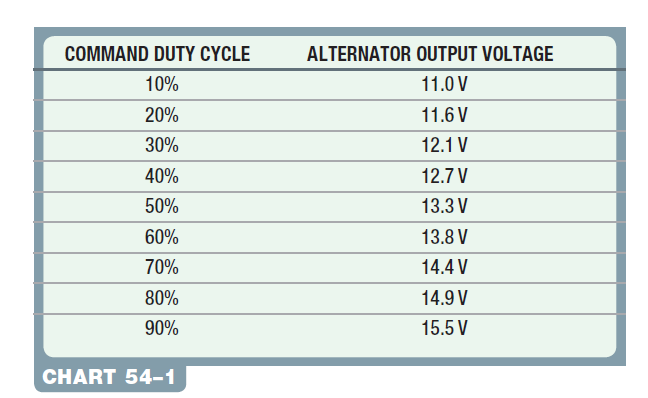 COMMAND DUTY CYCLE ALTERNATOR OUTPUT VOLTAGE
10% 11.0 V
20% 11.6 V
30% 12.1 V
40% 12.7 V
50% 13.3 V
60% 13.8 V
70% 14.4 V
80% 14.9 V
90% 15.5 V
CHART 54–1